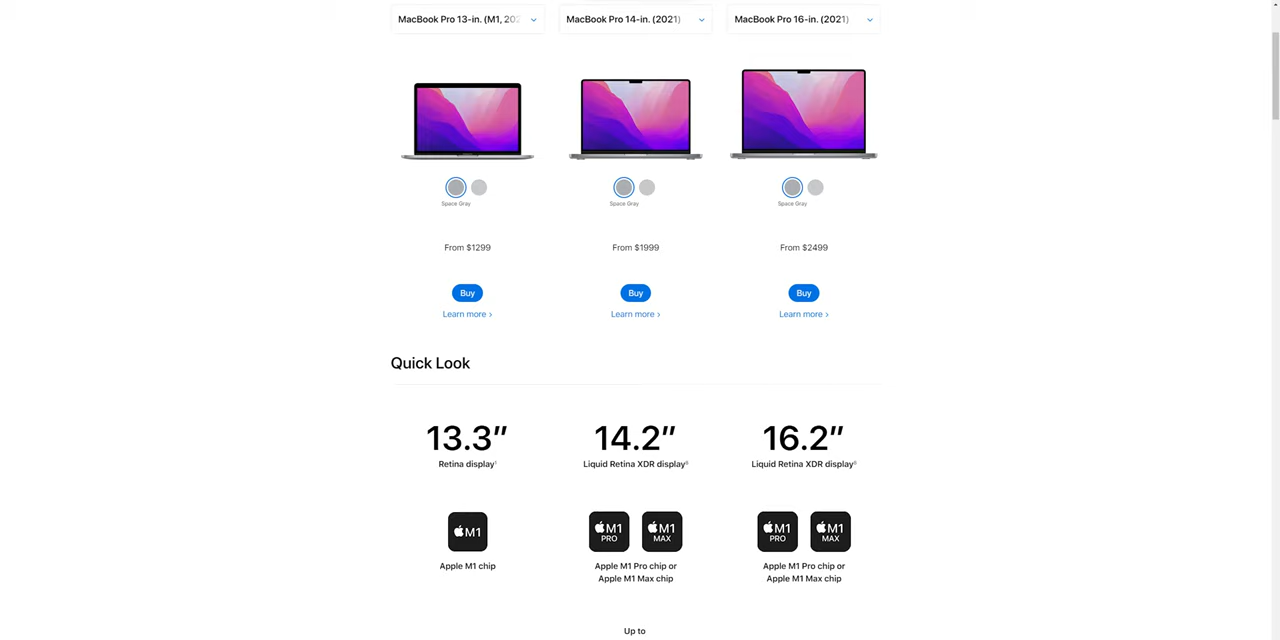 MacBook Pro 13-in. (M1, 202
MacBook Pro 14-in. (2021)
MacBook Pro 16-in. (2021)
Space Gray
Space Gray
Space Gray
From $1299
From $1999
From $2499
Buy
Buy
Buy
Learn more >
Learn more >
Learn more >
Quick Look
13.3″
14.2″
16.2″
Retina display¹
Liquid Retina XDR display
Liquid Retina XDR display
M1
M1 PRO
M1 MAX
M1 PRO
M1 MAX
Apple M1 chip
Apple M1 Pro chip or
Apple M1 Max chip
Apple M1 Pro chip or
Apple M1 Max chip
Up to